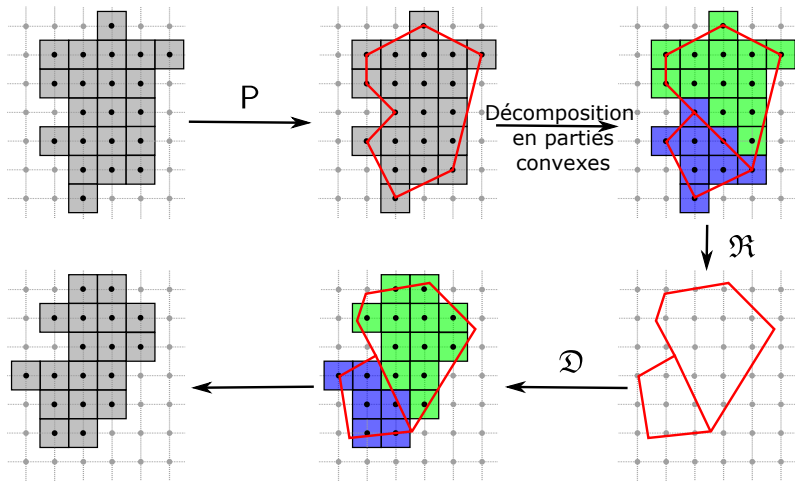 P
Décomposition
en parties
convexes
ℜ
𝔇